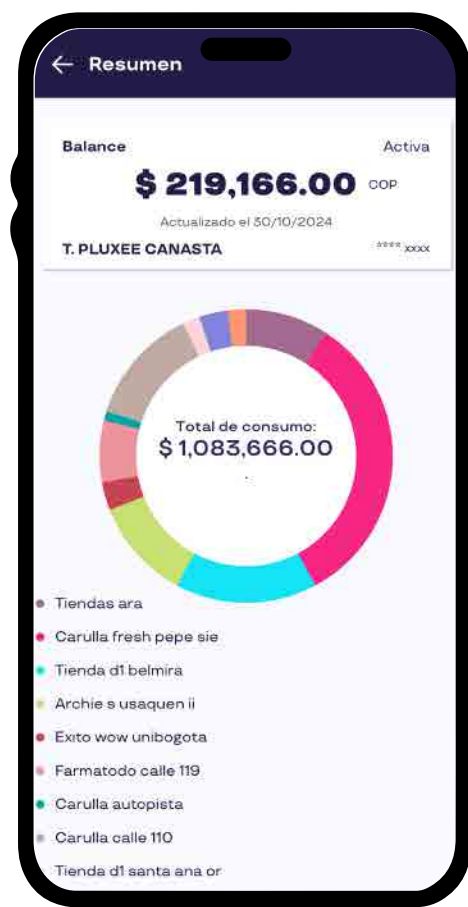 ← Resumen
Balance Activa
$ 219,166.00 COP
Actualizado el 30/10/2024
T. PLUXEE CANASTA **** xxxx
Total de consumo:
$ 1,083,666.00
.
Tiendas ara
Carulla fresh pepe sie
Tienda d1 belmira
Archie s usaquen ii
Exito wow unibogota
Farmatodo calle 119
Carulla autopista
Carulla calle 110
Tienda d1 santa ana or